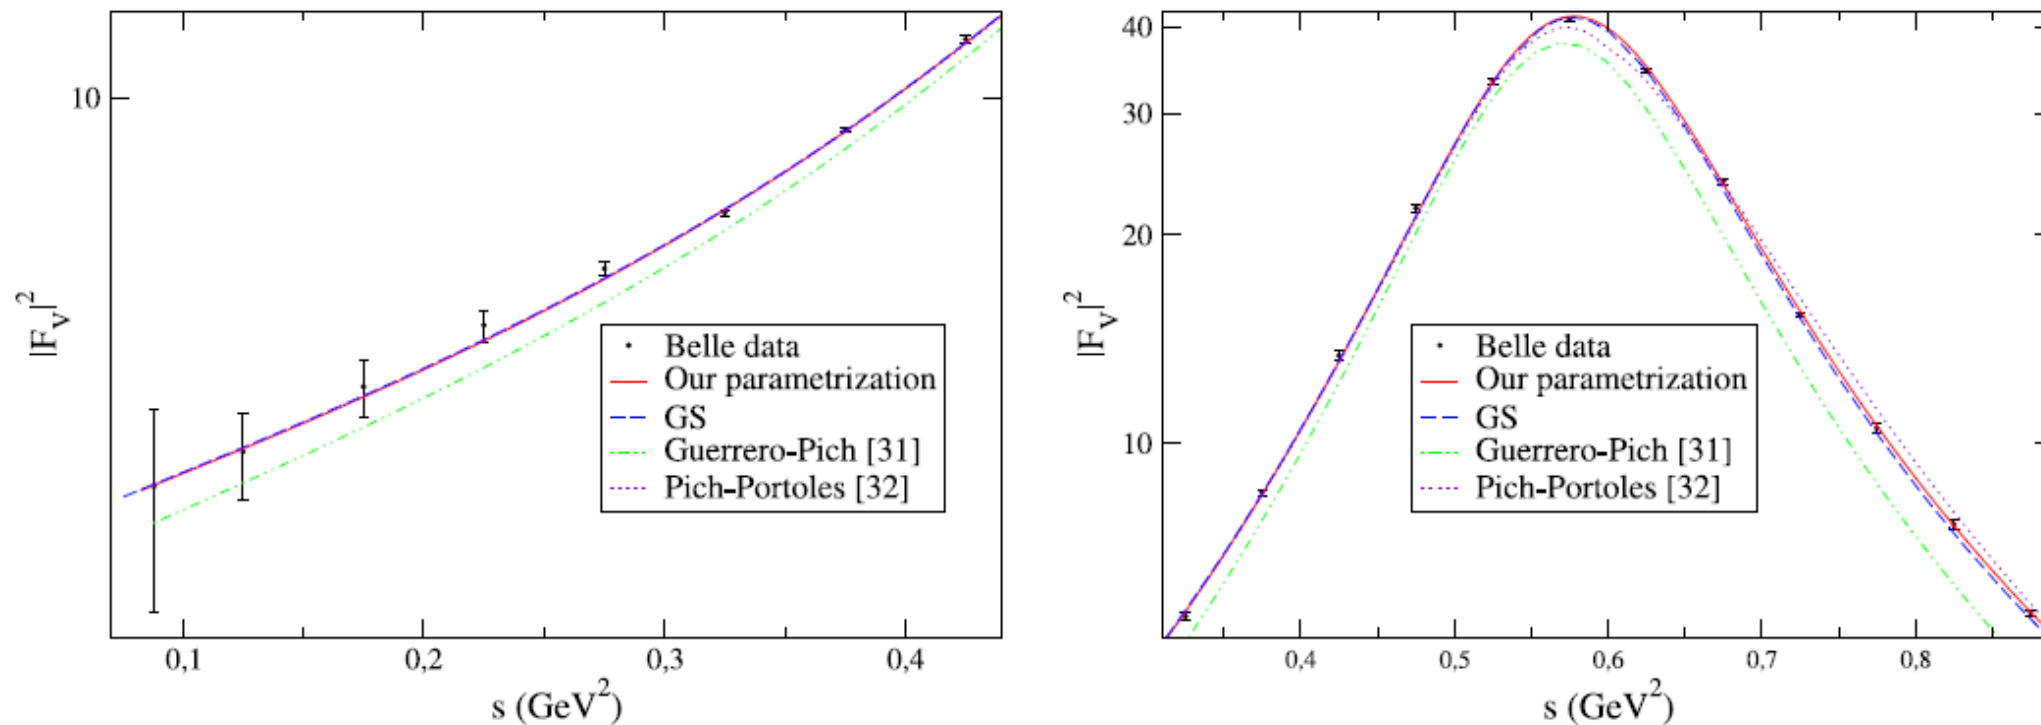 10
|F_V|^2
Belle data
Our parametrization
GS
Guerrero-Pich [31]
Pich-Portoles [32]
0,1 0,2 0,3 0,4
s (GeV^2)
40
30
20
10
|F_V|^2
Belle data
Our parametrization
GS
Guerrero-Pich [31]
Pich-Portoles [32]
0,4 0,5 0,6 0,7 0,8
s (GeV^2)